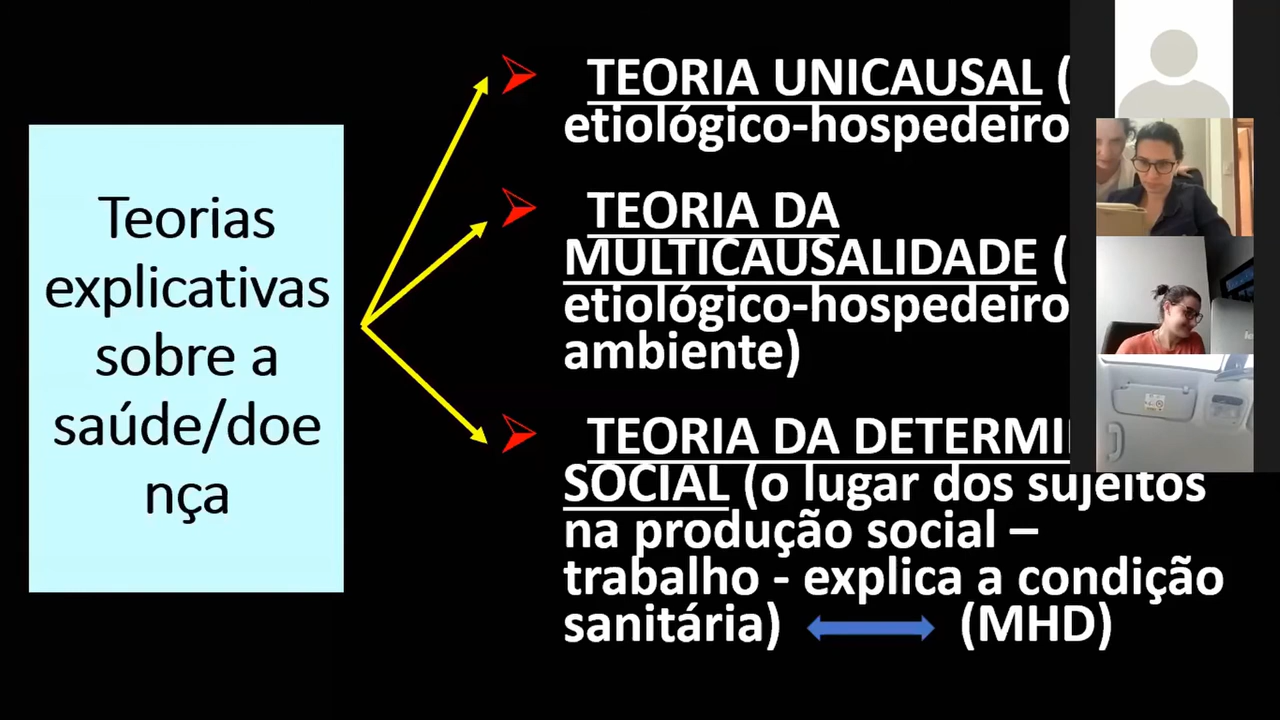 Teorias
explicativas
sobre a
saúde/doe
nça
TEORIA UNICAUSAL (
etiológico-hospedeiro
TEORIA DA
MULTICAUSALIDADE (
etiológico-hospedeiro
ambiente)
TEORIA DA
SOCIAL (o lugar dos sujeitos
na produção social –
trabalho - explica a condição
sanitária) (MHD)